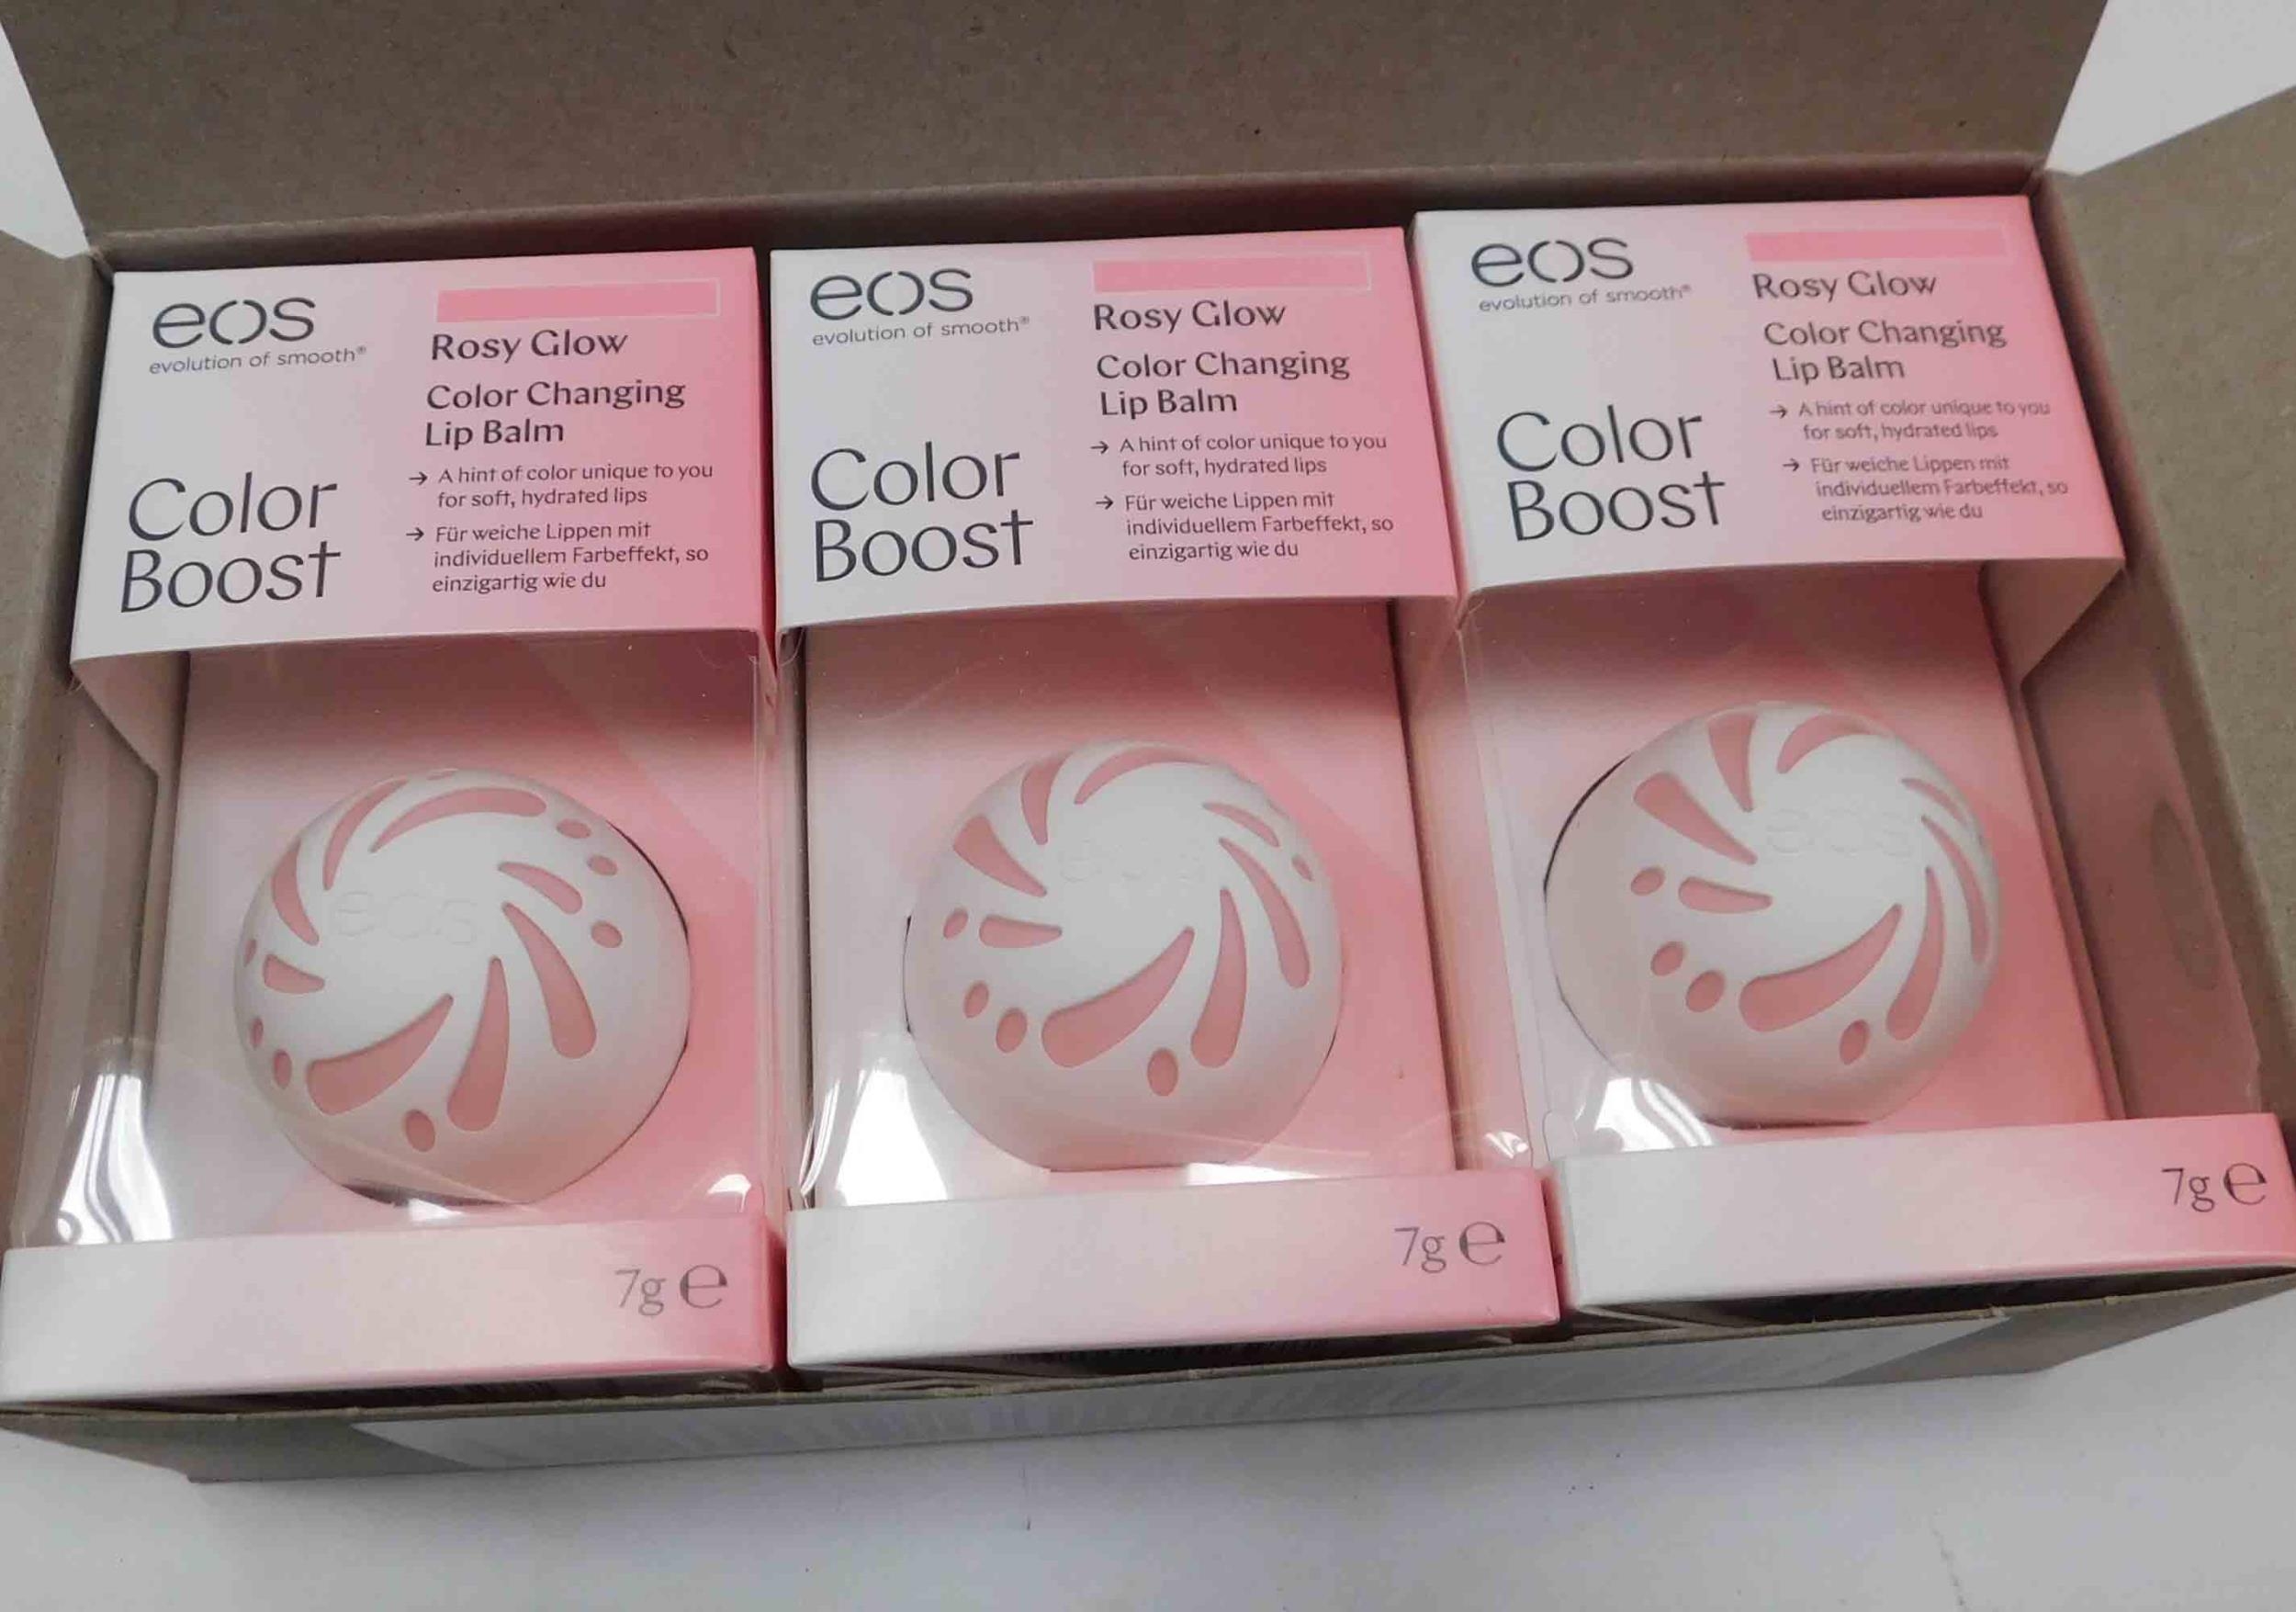 eos
evolution of smooth®
Rosy Glow
Color Changing
Lip Balm
→ A hint of color unique to you
for soft, hydrated lips
→ Für weiche Lippen mit
individuellem Farbeffekt, so
einzigartig wie du
Color
Boost
eos
7g e
eos
evolution of smooth®
Rosy Glow
Color Changing
Lip Balm
→ A hint of color unique to you
for soft, hydrated lips
→ Für weiche Lippen mit
individuellem Farbeffekt, so
einzigartig wie du
Color
Boost
eos
7g e
eos
evolution of smooth®
Rosy Glow
Color Changing
Lip Balm
→ A hint of color unique to you
for soft, hydrated lips
→ Für weiche Lippen mit
individuellem Farbeffekt, so
einzigartig wie du
Color
Boost
eos
7g e